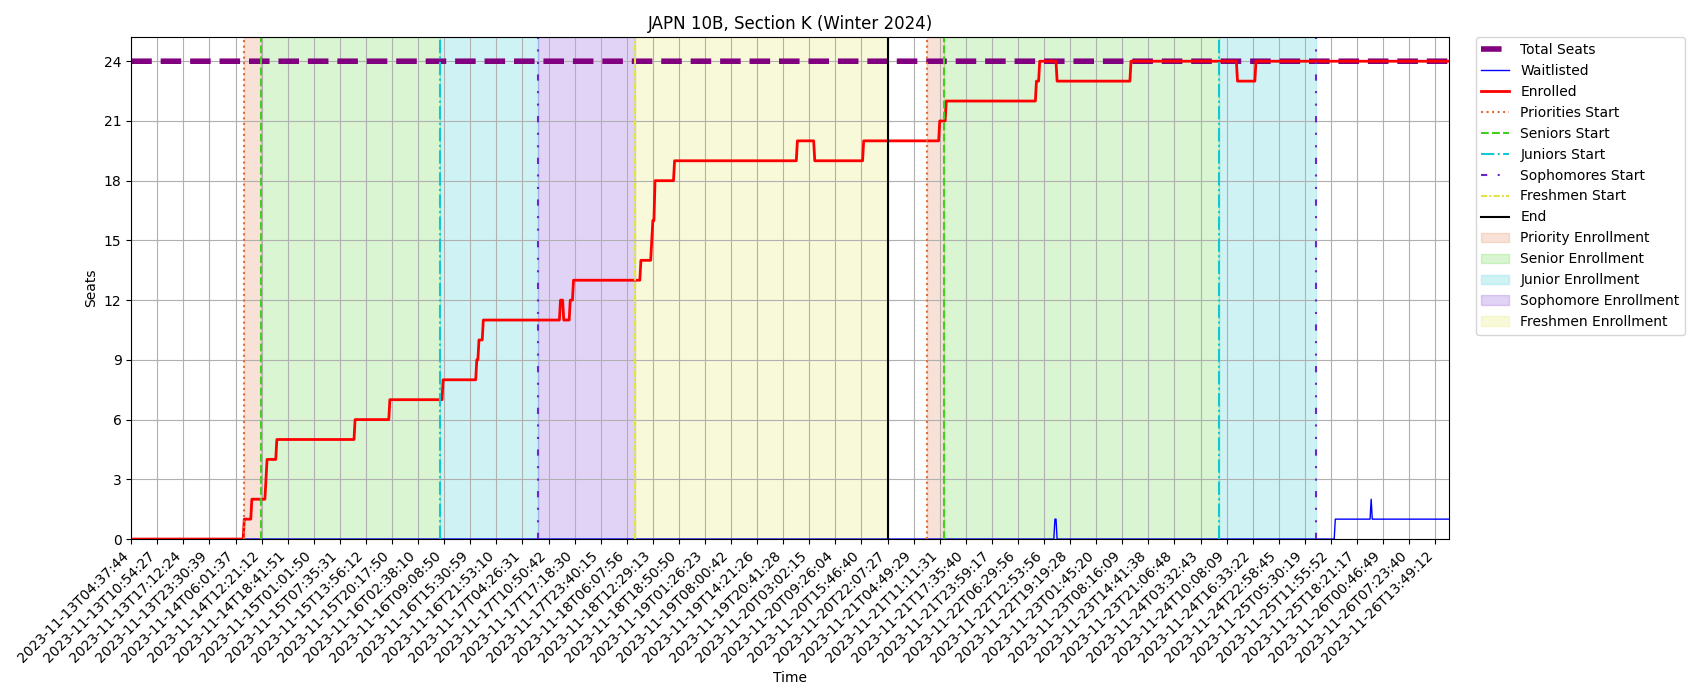 JAPN 10B, Section K (Winter 2024)
Seats
24
21
18
15
12
9
6
3
0
2023-11-13T04:37:44
2023-11-13T10:54:27
2023-11-13T17:12:24
2023-11-13T23:30:39
2023-11-14T06:01:37
2023-11-14T12:21:12
2023-11-14T18:41:51
2023-11-15T01:01:50
2023-11-15T07:35:31
2023-11-15T13:56:12
2023-11-15T20:17:50
2023-11-16T02:38:10
2023-11-16T09:08:50
2023-11-16T15:30:59
2023-11-16T21:53:10
2023-11-17T04:26:31
2023-11-17T10:50:42
2023-11-17T17:18:30
2023-11-17T23:40:15
2023-11-18T06:07:56
2023-11-18T12:29:13
2023-11-18T18:50:50
2023-11-19T01:26:23
2023-11-19T08:00:42
2023-11-19T14:21:26
2023-11-19T20:41:28
2023-11-20T03:02:15
2023-11-20T09:26:04
2023-11-20T15:46:40
2023-11-20T22:07:27
2023-11-21T04:49:29
2023-11-21T11:11:31
2023-11-21T17:35:40
2023-11-21T23:59:17
2023-11-22T06:29:56
2023-11-22T12:53:56
2023-11-22T19:19:28
2023-11-23T01:45:20
2023-11-23T08:16:09
2023-11-23T14:41:38
2023-11-23T21:06:48
2023-11-24T03:32:43
2023-11-24T10:08:09
2023-11-24T16:33:22
2023-11-24T22:58:45
2023-11-25T05:30:19
2023-11-25T11:55:52
2023-11-25T18:21:17
2023-11-26T00:46:49
2023-11-26T07:23:40
2023-11-26T13:49:12
Time
Total Seats
Waitlisted
Enrolled
Priorities Start
Seniors Start
Juniors Start
Sophomores Start
Freshmen Start
End
Priority Enrollment
Senior Enrollment
Junior Enrollment
Sophomore Enrollment
Freshmen Enrollment